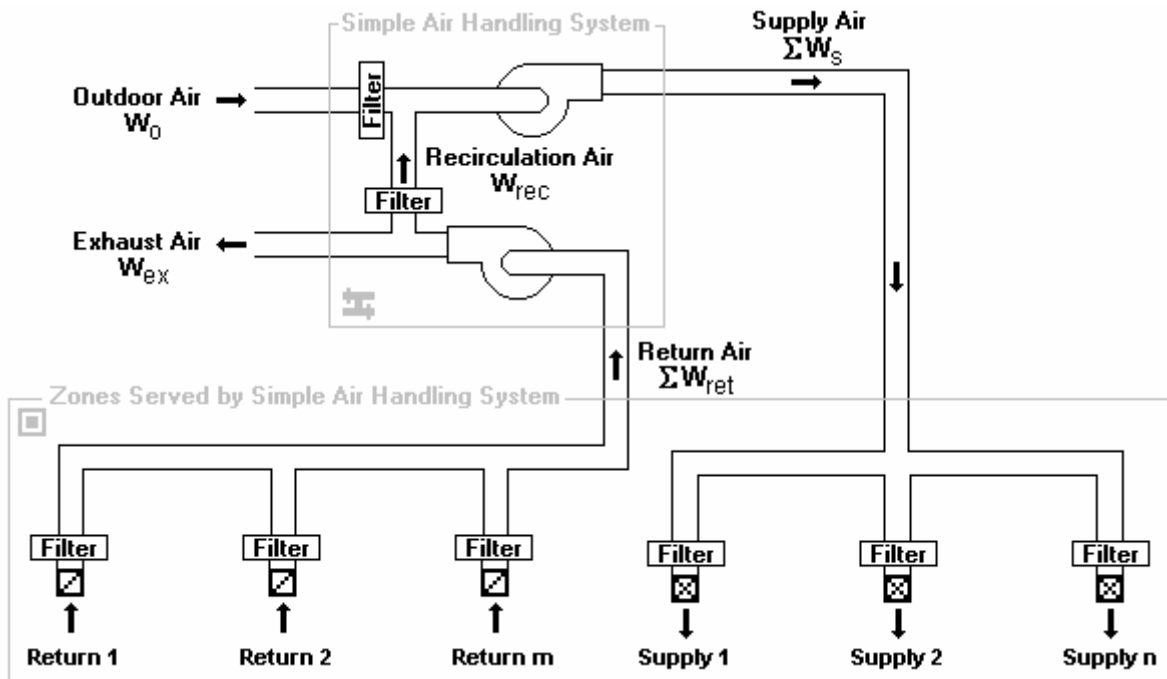 Simple Air Handling System
Supply Air
ΣWs
Outdoor Air
Wo
Filter
Recirculation Air
Wrec
Filter
Exhaust Air
Wex
Return Air
ΣWret
Zones Served by Simple Air Handling System
Filter
Filter
Filter
Filter
Filter
Filter
Return 1
Return 2
Return m
Supply 1
Supply 2
Supply n